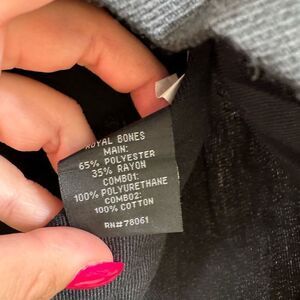 ROYAL BONES
MAIN:
65% POLYESTER
35% RAYON
COMBO1:
100% POLYURETHANE
COMBO2:
100% COTTON
RN#78061